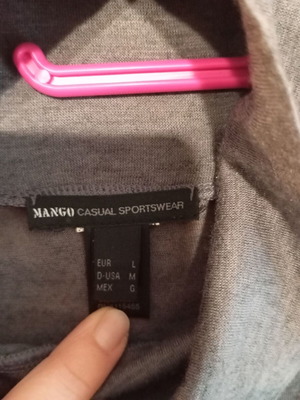 MANGO CASUAL SPORTSWEAR
EUR L
D-USA M
MEX G